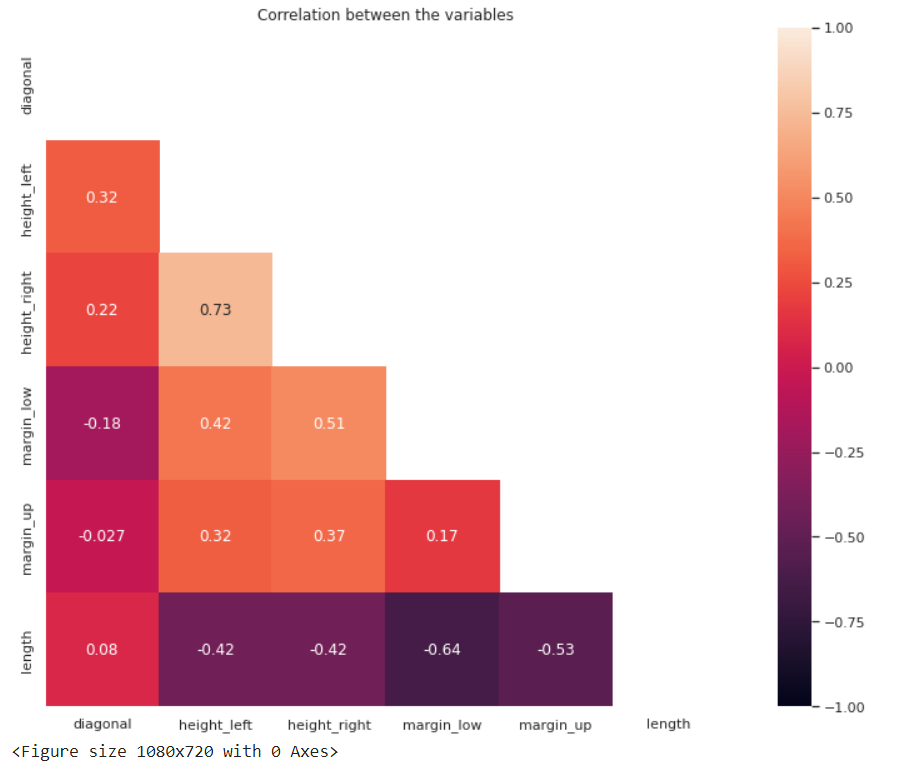 Correlation between the variables
1.00
diagonal
0.75
height_left
0.32
0.50
height_right
0.22 0.73
0.25
0.00
margin_low
-0.18 0.42 0.51
−0.25
margin_up
-0.027 0.32 0.37 0.17
−0.50
length
0.08 -0.42 -0.42 -0.64 -0.53
−0.75
−1.00
diagonal height_left height_right margin_low margin_up length
<Figure size 1080x720 with 0 Axes>